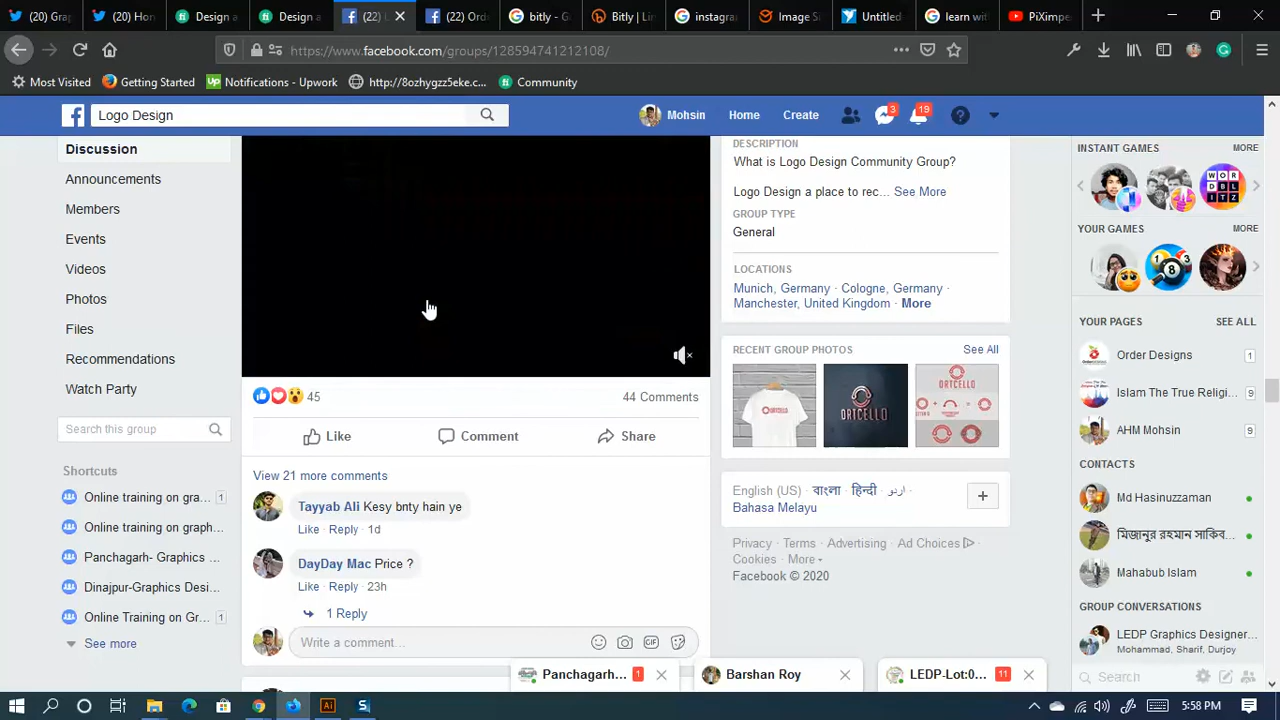 (22) Gra
(1) Hon
Design a
Design a
(22) L
(22) Ord
bitly - G
Bitly | Lin
instagra
Image S
Untitled
learn wit
PiXimpe
https://www.facebook.com/groups/128594741212108/
Most Visited
Getting Started
Notifications - Upwork
http://8ozhygzz5eke.c...
Community
Logo Design
Mohsin
Home
Create
3
19
Discussion
Announcements
Members
Events
Videos
Photos
Files
Recommendations
Watch Party
Search this group
Shortcuts
Online training on gra... 1
Online training on graph...
Panchagarh- Graphics ...
Dinajpur-Graphics Desi...
Online Training on Gr... 1
See more
45
44 Comments
Like
Comment
Share
View 21 more comments
Tayyab Ali Kesy bnty hain ye
Like · Reply · 1d
DayDay Mac Price ?
Like · Reply · 23h
1 Reply
Write a comment...
GIF
DESCRIPTION
What is Logo Design Community Group?
Logo Design a place to rec... See More
GROUP TYPE
General
LOCATIONS
Munich, Germany · Cologne, Germany ·
Manchester, United Kingdom · More
RECENT GROUP PHOTOS
See All
ORTCELLO
ORTCELLO
ORTCELLO
English (US) · বাংলা · हिन्दी · اردو ·
Bahasa Melayu
Privacy · Terms · Advertising · Ad Choices ·
Cookies · More
Facebook © 2020
INSTANT GAMES
MORE
WORDBLITZ
YOUR GAMES
MORE
YOUR PAGES
SEE ALL
Order Designs 1
Islam The True Religi... 9
AHM Mohsin 9
CONTACTS
Md Hasinuzzaman
মিজানুর রহমান সাকিব...
Mahabub Islam
GROUP CONVERSATIONS
LEDP Graphics Designer...
Mohammad, Sharif, Durjoy
Search
Panchagarh... 1
Barshan Roy
LEDP-Lot:0... 11
5:58 PM